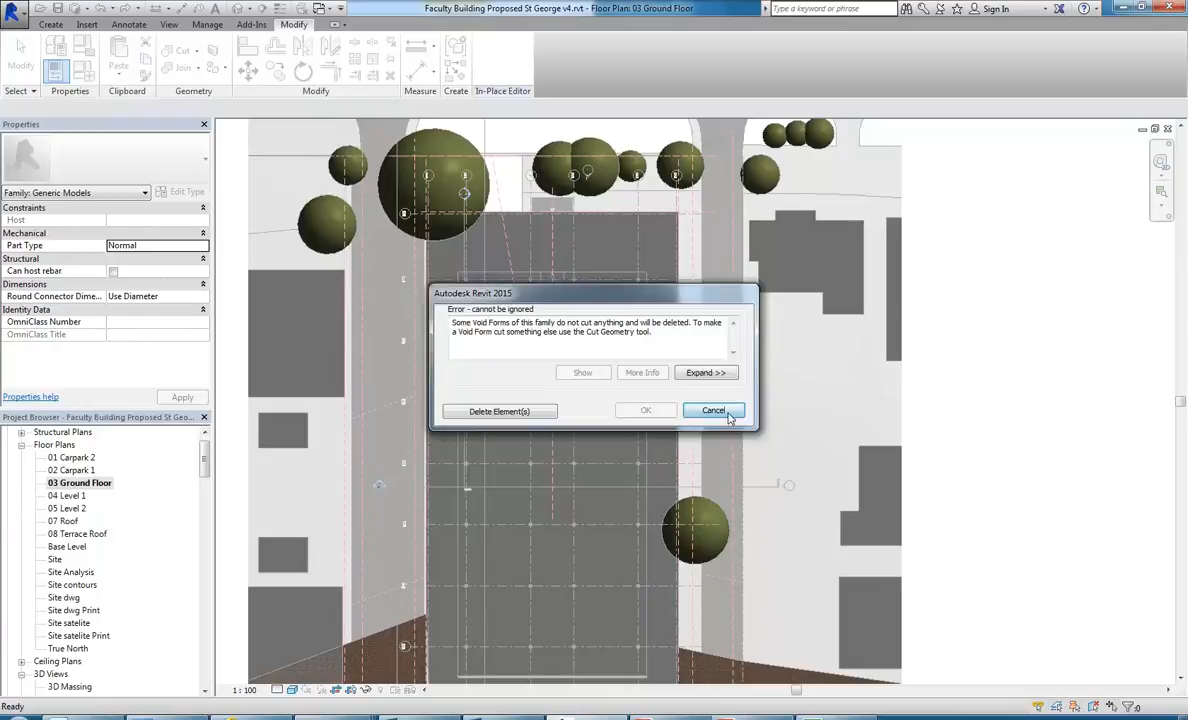 Faculty Building Proposed St George v4.rvt - Floor Plan: 03 Ground Floor
Type a keyword or phrase
Sign In
Create Insert Annotate View Manage Add-Ins Modify
Modify
Paste
Cut
Join
Select Properties Clipboard Geometry Modify Measure Create In-Place Editor
Properties
Family: Generic Models
Edit Type
Constraints
Host
Mechanical
Part Type Normal
Structural
Can host rebar
Dimensions
Round Connector Dime... Use Diameter
Identity Data
OmniClass Number
OmniClass Title
Properties help
Apply
Project Browser - Faculty Building Proposed St Geo...
Structural Plans
Floor Plans
01 Carpark 2
02 Carpark 1
03 Ground Floor
04 Level 1
05 Level 2
07 Roof
08 Terrace Roof
Base Level
Site
Site Analysis
Site contours
Site dwg
Site dwg Print
Site satelite
Site satelite Print
True North
Ceiling Plans
3D Views
3D Massing
Autodesk Revit 2015
Error - cannot be ignored
Some Void Forms of this family do not cut anything and will be deleted. To make
a Void Form cut something else use the Cut Geometry tool.
Show More Info Expand >>
Delete Element(s) OK Cancel
1 : 100
Ready
:0